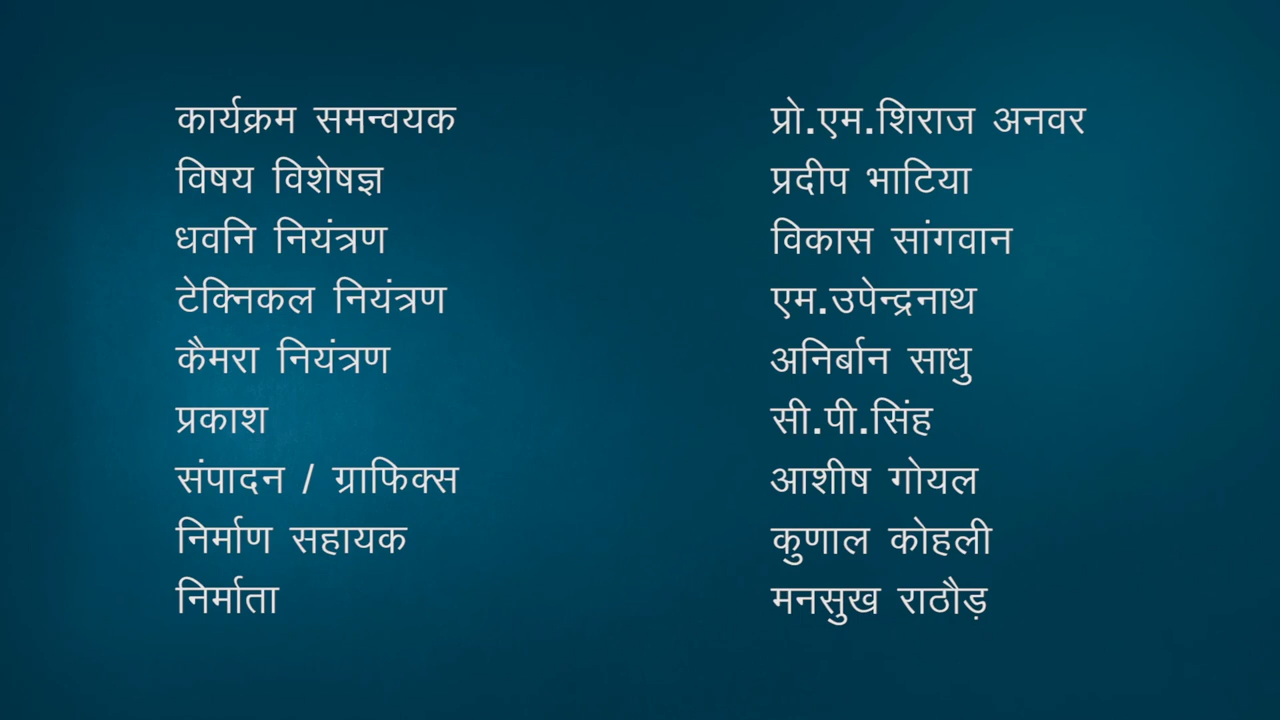 कार्यक्रम समन्वयक प्रो.एम.शिराज अनवर
विषय विशेषज्ञ प्रदीप भाटिया
धवनि नियंत्रण विकास सांगवान
टेक्निकल नियंत्रण एम.उपेन्द्रनाथ
कैमरा नियंत्रण अनिर्बान साधु
प्रकाश सी.पी.सिंह
संपादन / ग्राफिक्स आशीष गोयल
निर्माण सहायक कुणाल कोहली
निर्माता मनसुख राठौड़